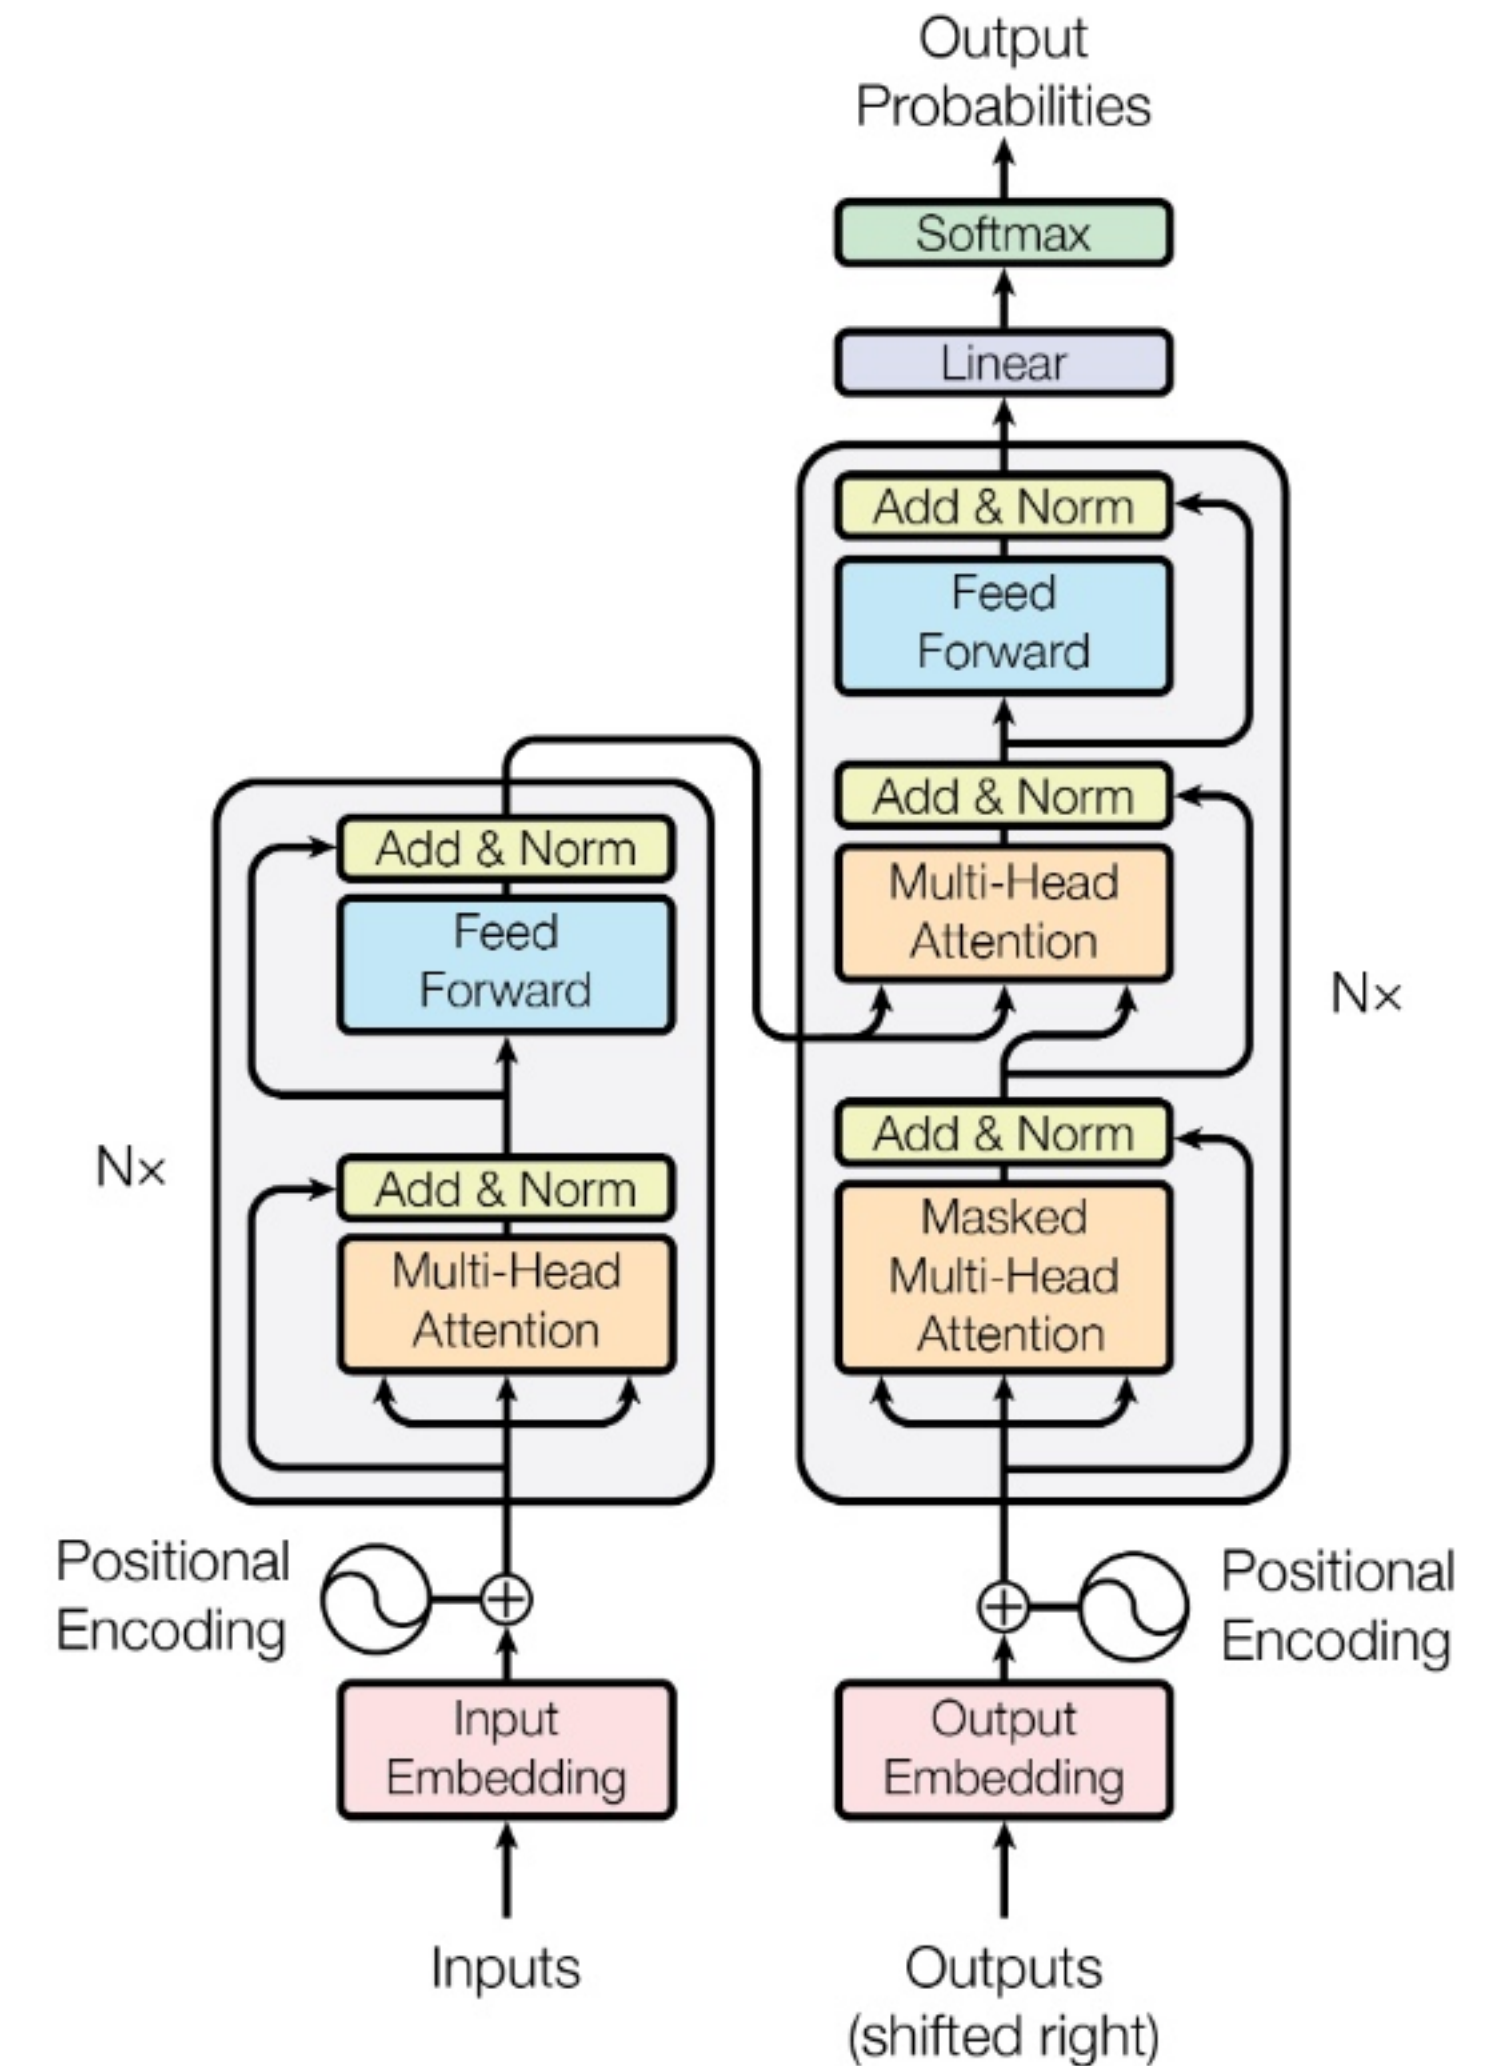 Output
Probabilities
Softmax
Linear
Add & Norm
Feed
Forward
Add & Norm
Multi-Head
Attention
Nx
Add & Norm
Masked
Multi-Head
Attention
Add & Norm
Feed
Forward
Nx
Add & Norm
Multi-Head
Attention
Positional
Encoding
Positional
Encoding
Input
Embedding
Output
Embedding
Inputs
Outputs
(shifted right)